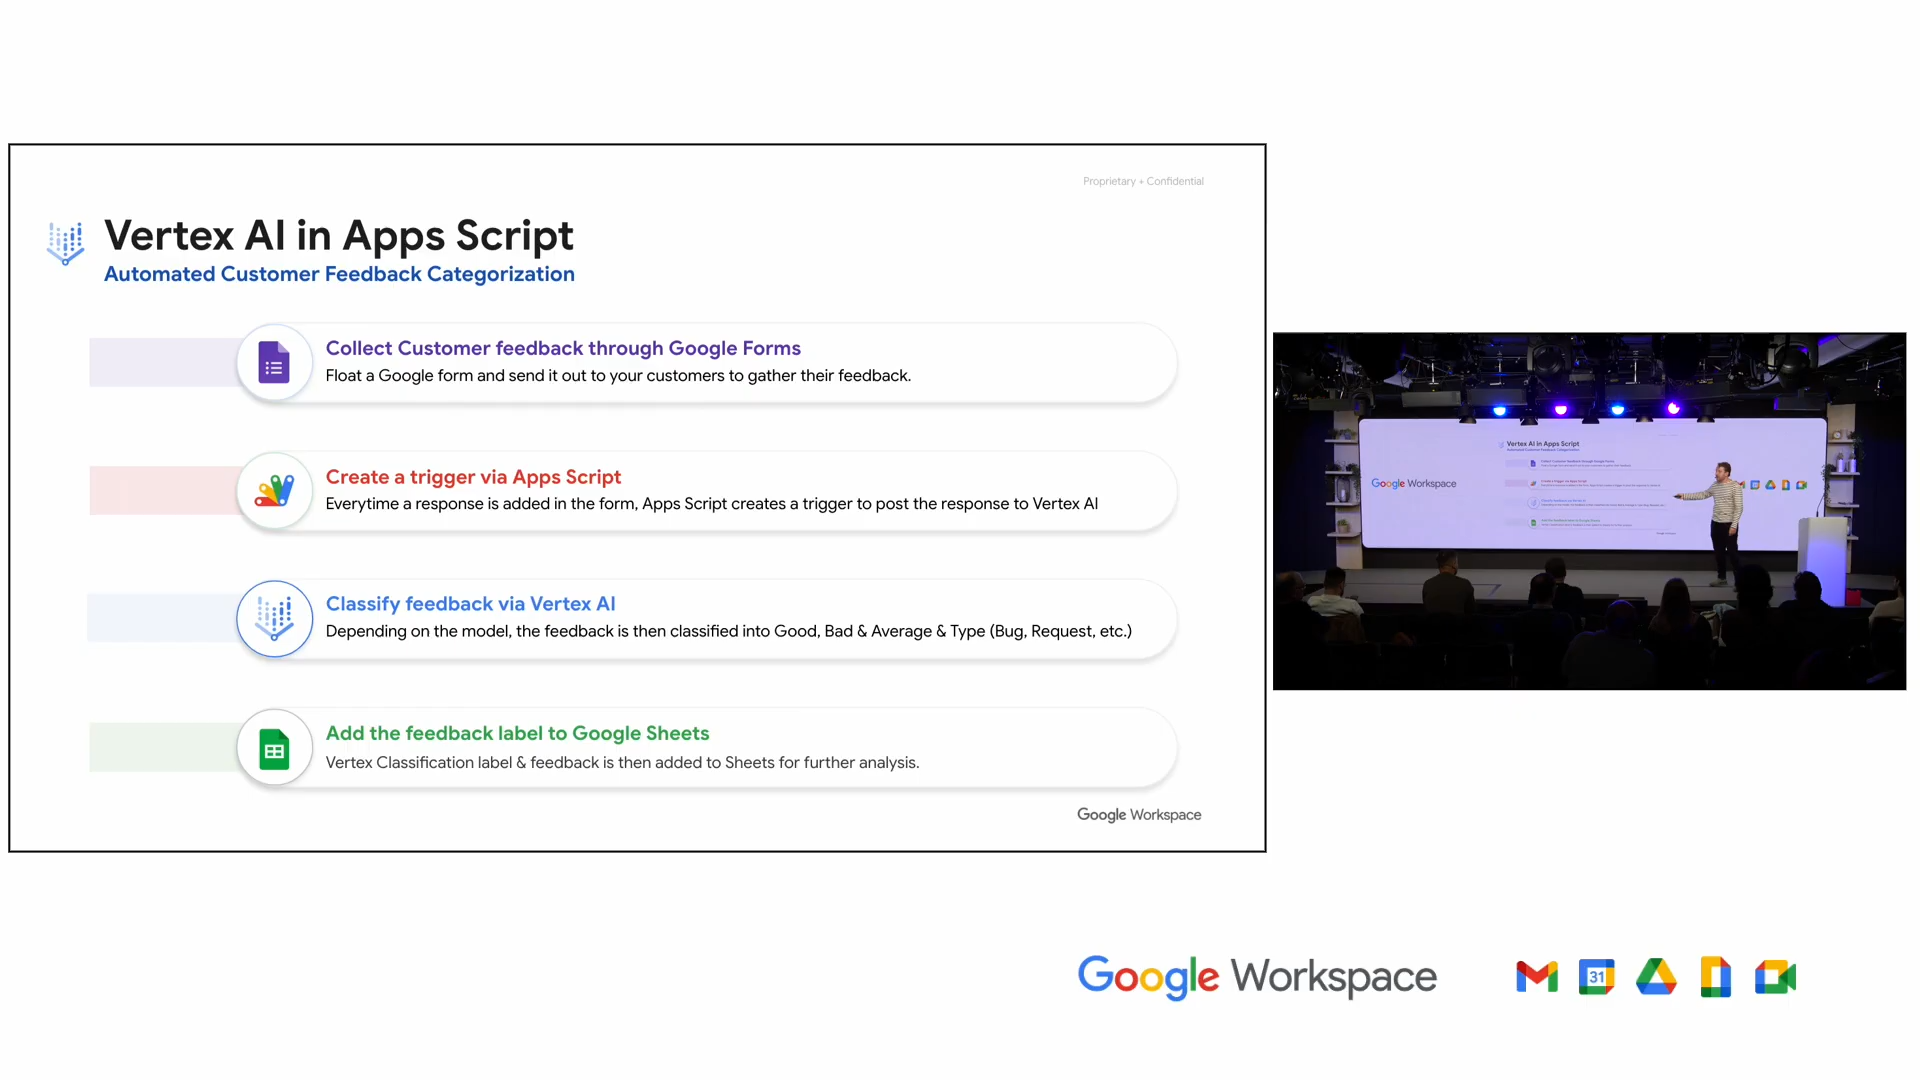 Proprietary + Confidential
Vertex AI in Apps Script
Automated Customer Feedback Categorization
Collect Customer feedback through Google Forms
Float a Google form and send it out to your customers to gather their feedback.
Create a trigger via Apps Script
Everytime a response is added in the form, Apps Script creates a trigger to post the response to Vertex AI
Classify feedback via Vertex AI
Depending on the model, the feedback is then classified into Good, Bad & Average & Type (Bug, Request, etc.)
Add the feedback label to Google Sheets
Vertex Classification label & feedback is then added to Sheets for further analysis.
Google Workspace
Google Workspace
Vertex AI in Apps Script
Automated Customer Feedback Categorization
Google Workspace
31